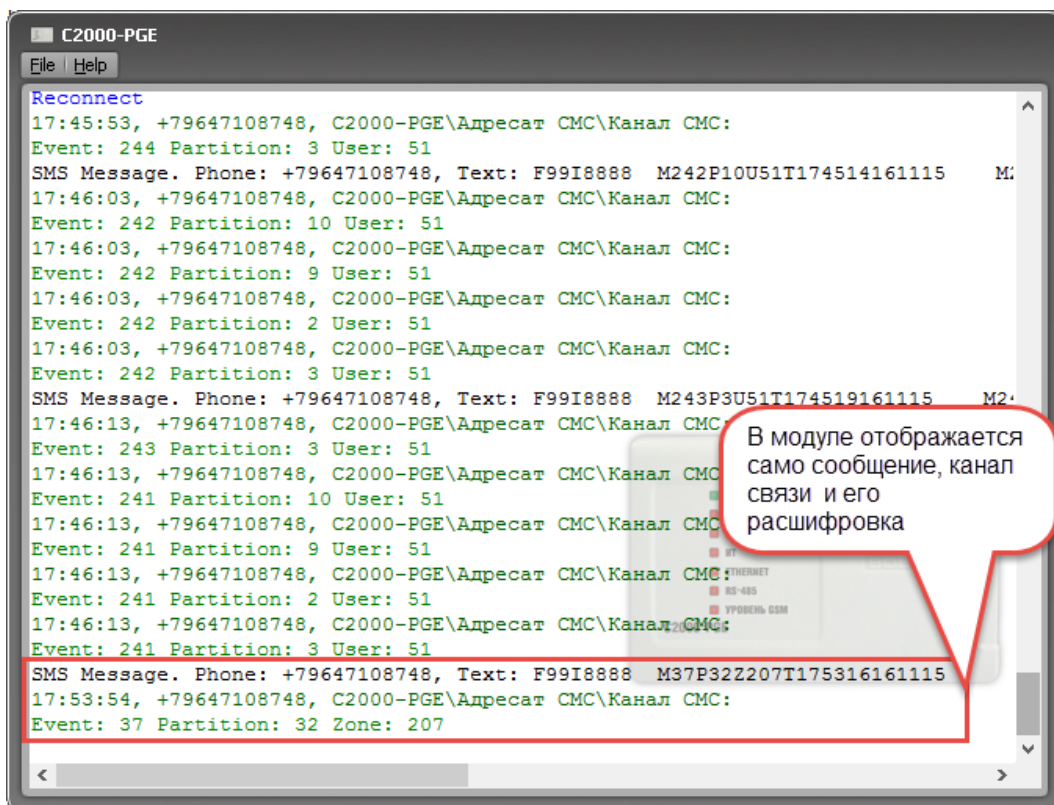 C2000-PGE
File Help
Reconnect
17:45:53, +79647108748, C2000-PGE\Адресат СМС\Канал СМС:
Event: 244 Partition: 3 User: 51
SMS Message. Phone: +79647108748, Text: F99I8888 M242P10U51T174514161115
17:46:03, +79647108748, C2000-PGE\Адресат СМС\Канал СМС:
Event: 242 Partition: 10 User: 51
17:46:03, +79647108748, C2000-PGE\Адресат СМС\Канал СМС:
Event: 242 Partition: 9 User: 51
17:46:03, +79647108748, C2000-PGE\Адресат СМС\Канал СМС:
Event: 242 Partition: 2 User: 51
17:46:03, +79647108748, C2000-PGE\Адресат СМС\Канал СМС:
Event: 242 Partition: 3 User: 51
SMS Message. Phone: +79647108748, Text: F99I8888 M243P3U51T174519161115
17:46:13, +79647108748, C2000-PGE\Адресат СМС\Канал СМС:
Event: 243 Partition: 3 User: 51
17:46:13, +79647108748, C2000-PGE\Адресат СМС\Канал СМС
Event: 241 Partition: 10 User: 51
17:46:13, +79647108748, C2000-PGE\Адресат СМС\Канал СМС
Event: 241 Partition: 9 User: 51
17:46:13, +79647108748, C2000-PGE\Адресат СМС\Канал СМС:
Event: 241 Partition: 2 User: 51
17:46:13, +79647108748, C2000-PGE\Адресат СМС\Канал СМС:
Event: 241 Partition: 3 User: 51
SMS Message. Phone: +79647108748, Text: F99I8888 M37P32Z207T175316161115
17:53:54, +79647108748, C2000-PGE\Адресат СМС\Канал СМС:
Event: 37 Partition: 32 Zone: 207
В модуле отображается
само сообщение, канал
связи и его
расшифровка
ETHERNET
RS-485
УРОВЕНЬ GSM
C2000-PGE